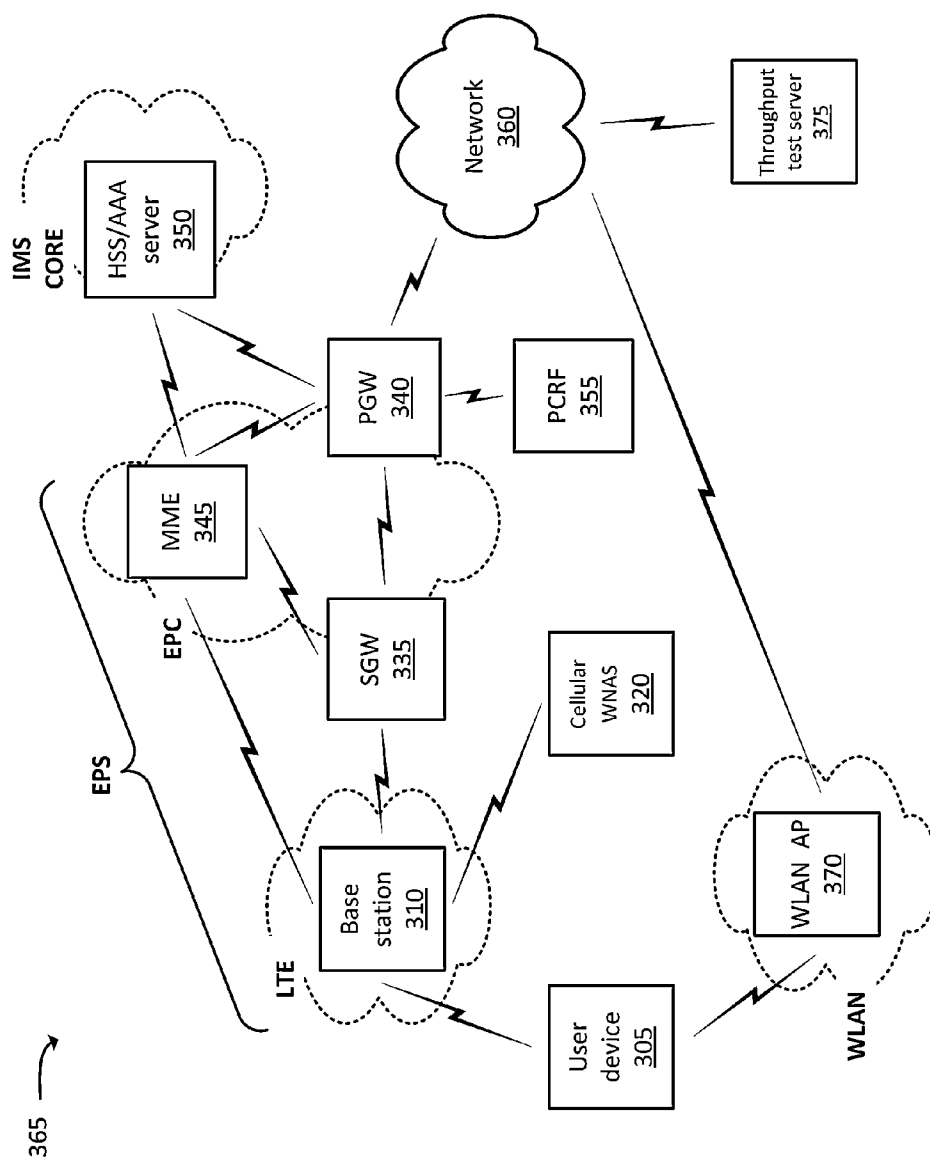 365
EPS
IMS
CORE
HSS/AAA
server
350
EPC
MME
345
LTE
Base
station
310
SGW
335
PGW
340
Network
360
User
device
305
Cellular
WNAS
320
PCRF
355
Throughput
test server
375
WLAN AP
370
WLAN